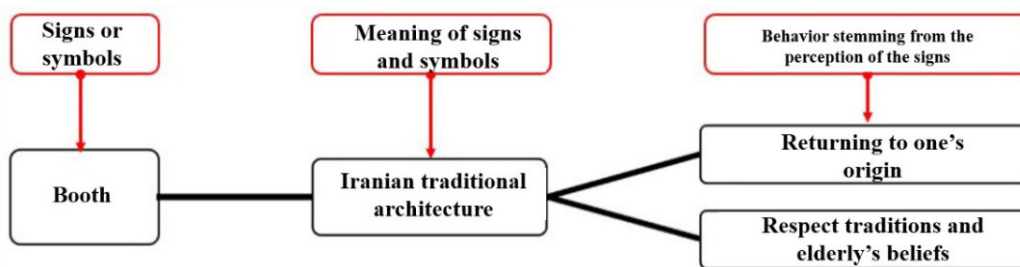 Signs or
symbols
Meaning of signs
and symbols
Behavior stemming from the
perception of the signs
Booth
Iranian traditional
architecture
Returning to one's
origin
Respect traditions and
elderly's beliefs